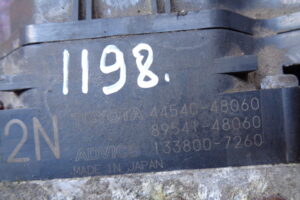 1198.
2N
TOYOTA 44540-48060
89541-48060
ADVICS 133800-7260
MADE IN JAPAN